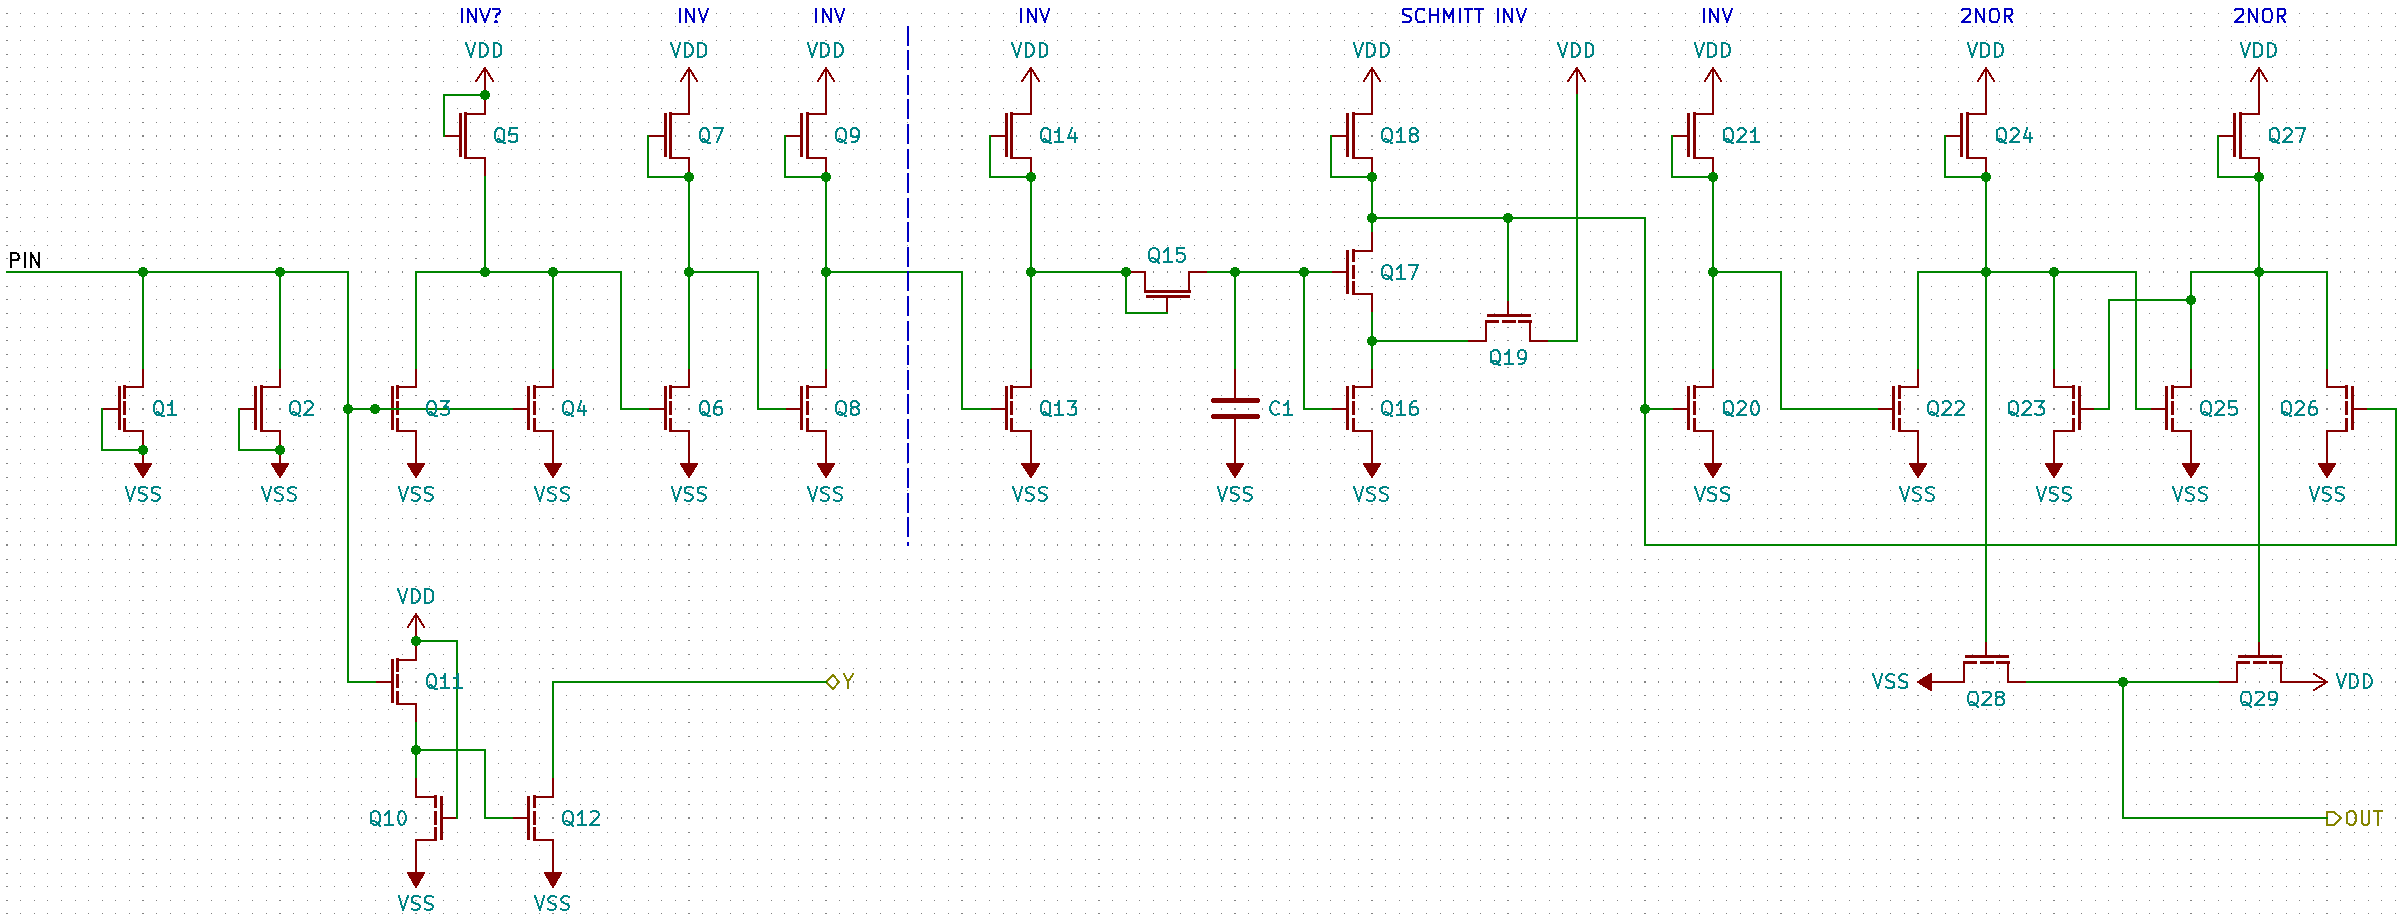 INV? INV INV INV SCHMITT INV INV 2NOR 2NOR
VDD VDD VDD VDD VDD VDD VDD VDD VDD
Q5 Q7 Q9 Q14 Q18 Q21 Q24 Q27
PIN Q15 Q17
Q19
Q1 Q2 Q3 Q4 Q6 Q8 Q13 C1 Q16 Q20 Q22 Q23 Q25 Q26
VSS VSS VSS VSS VSS VSS VSS VSS VSS VSS VSS VSS VSS VSS
VDD
Q11 Y VSS Q28 Q29 VDD
Q10 Q12 OUT
VSS VSS